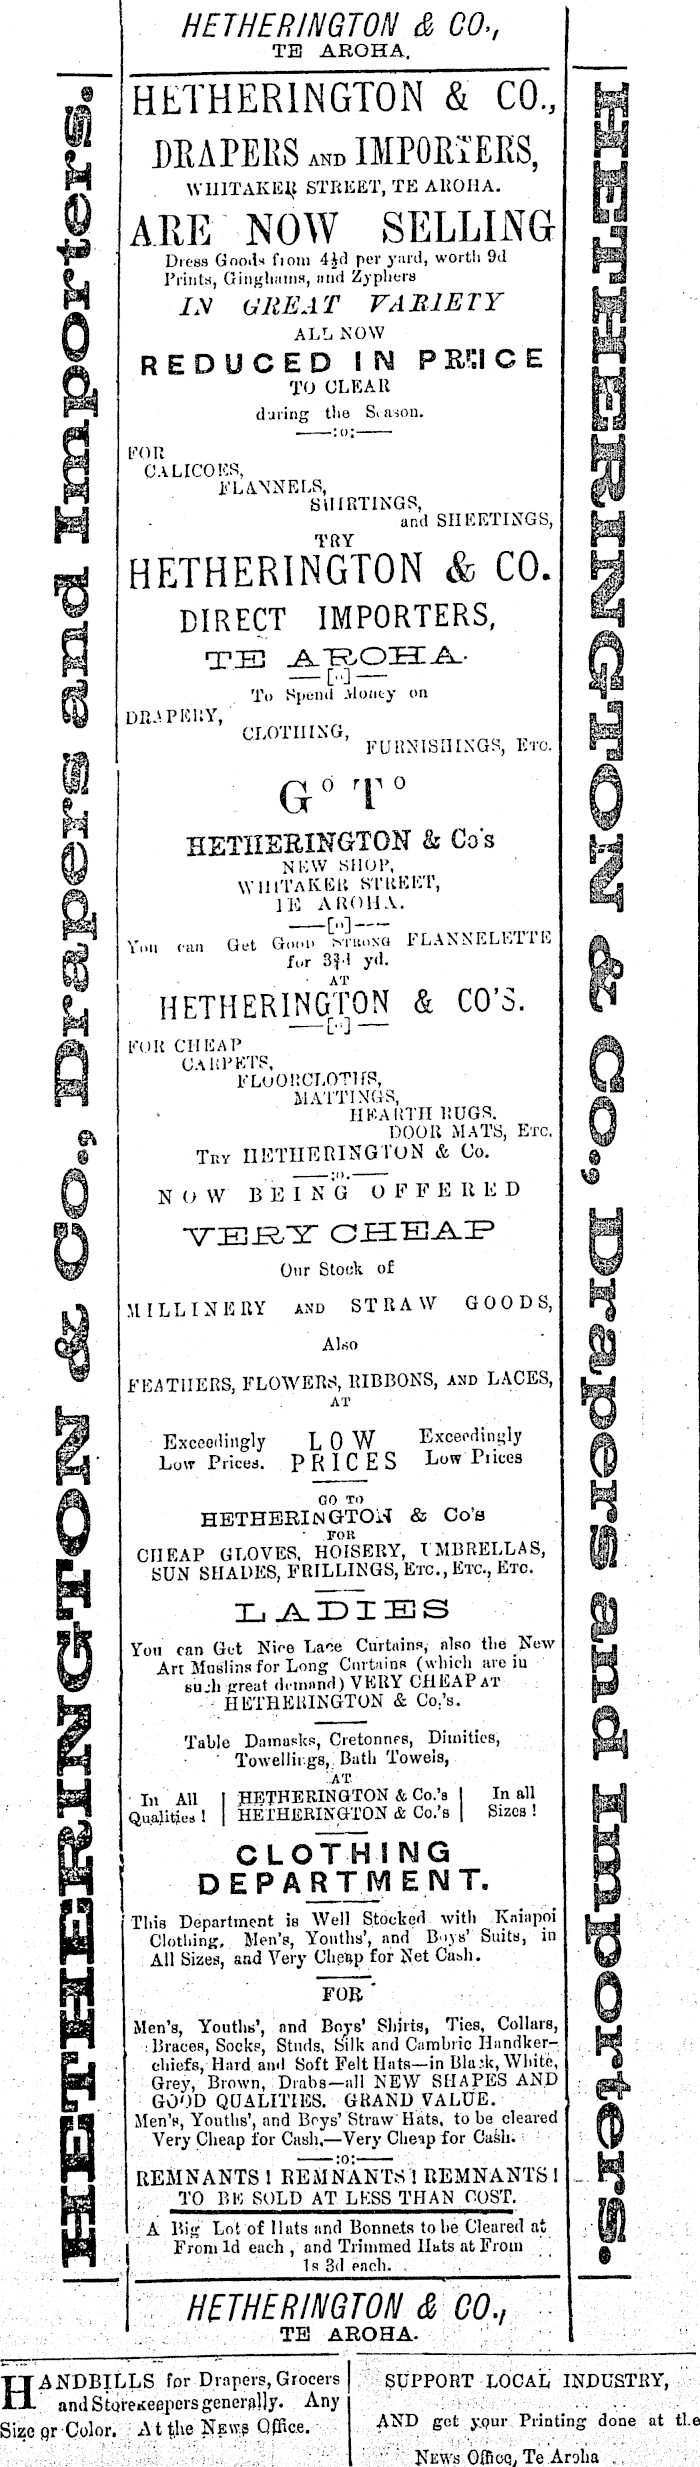 HETHERINGTON & CO.,
TE AROHA.
HETHERINGTON & Co., Drapers and Importers.
HETHERINGTON & CO.,
DRAPERS AND IMPORTERS,
WHITAKER STREET, TE AROHA.
ARE NOW SELLING
Dress Goods from 4½d per yard, worth 9d
Prints, Ginghams, and Zyphers
IN GREAT VARIETY
ALL NOW
REDUCED IN PRICE
TO CLEAR
during the Season.
—:o:—
FOR
CALICOES,
FLANNELS,
SHIRTINGS,
and SHEETINGS,
TRY
HETHERINGTON & CO.
DIRECT IMPORTERS,
TE AROHA.
To Spend Money on
DRAPERY,
CLOTHING,
FURNISHINGS, ETC.
GO TO
HETHERINGTON & Co's
NEW SHOP,
WHITAKER STREET,
TE AROHA.
You can Get GOOD STRONG FLANNELETTE
for 3¾d yd.
AT
HETHERINGTON & CO'S.
FOR CHEAP
CARPETS,
FLOORCLOTHS,
MATTINGS,
HEARTH RUGS.
DOOR MATS, ETC.
TRY HETHERINGTON & Co.
—:o:—
NOW BEING OFFERED
VERY CHEAP
Our Stock of
MILLINERY AND STRAW GOODS,
Also
FEATHERS, FLOWERS, RIBBONS, AND LACES,
AT
Exceedingly LOW Exceedingly
Low Prices. PRICES Low Prices
GO TO
HETHERINGTON & Co's
FOR
CHEAP GLOVES, HOISERY, UMBRELLAS,
SUN SHADES, FRILLINGS, ETC., ETC., ETC.
LADIES
You can Get Nice Lace Curtains, also the New
Art Muslins for Long Curtains (which are in
such great demand) VERY CHEAP AT
HETHERINGTON & Co.'s.
Table Damasks, Cretonnes, Dimities,
Towellings, Bath Towels,
AT
In All | HETHERINGTON & Co.'s | In all
Qualities! | HETHERINGTON & Co.'s | Sizes!
CLOTHING
DEPARTMENT.
This Department is Well Stocked with Kaiapoi
Clothing. Men's, Youths', and Boys' Suits, in
All Sizes, and Very Cheap for Net Cash.
FOR
Men's, Youths', and Boys' Shirts, Ties, Collars,
Braces, Socks, Studs, Silk and Cambric Handker-
chiefs, Hard and Soft Felt Hats—in Black, White,
Grey, Brown, Drabs—all NEW SHAPES AND
GOOD QUALITIES. GRAND VALUE.
Men's, Youths', and Boys' Straw Hats, to be cleared
Very Cheap for Cash,—Very Cheap for Cash.
—:o:—
REMNANTS! REMNANTS! REMNANTS!
TO BE SOLD AT LESS THAN COST.
A Big Lot of Hats and Bonnets to be Cleared at
From 1d each, and Trimmed Hats at From
1s 3d each.
HETHERINGTON & Co., Drapers and Importers.
HETHERINGTON & CO.,
TE AROHA.
HANDBILLS for Drapers, Grocers
and Storekeepers generally. Any
Size or Color. At the NEWS Office.
SUPPORT LOCAL INDUSTRY,
AND get your Printing done at the
NEWS Office, Te Aroha